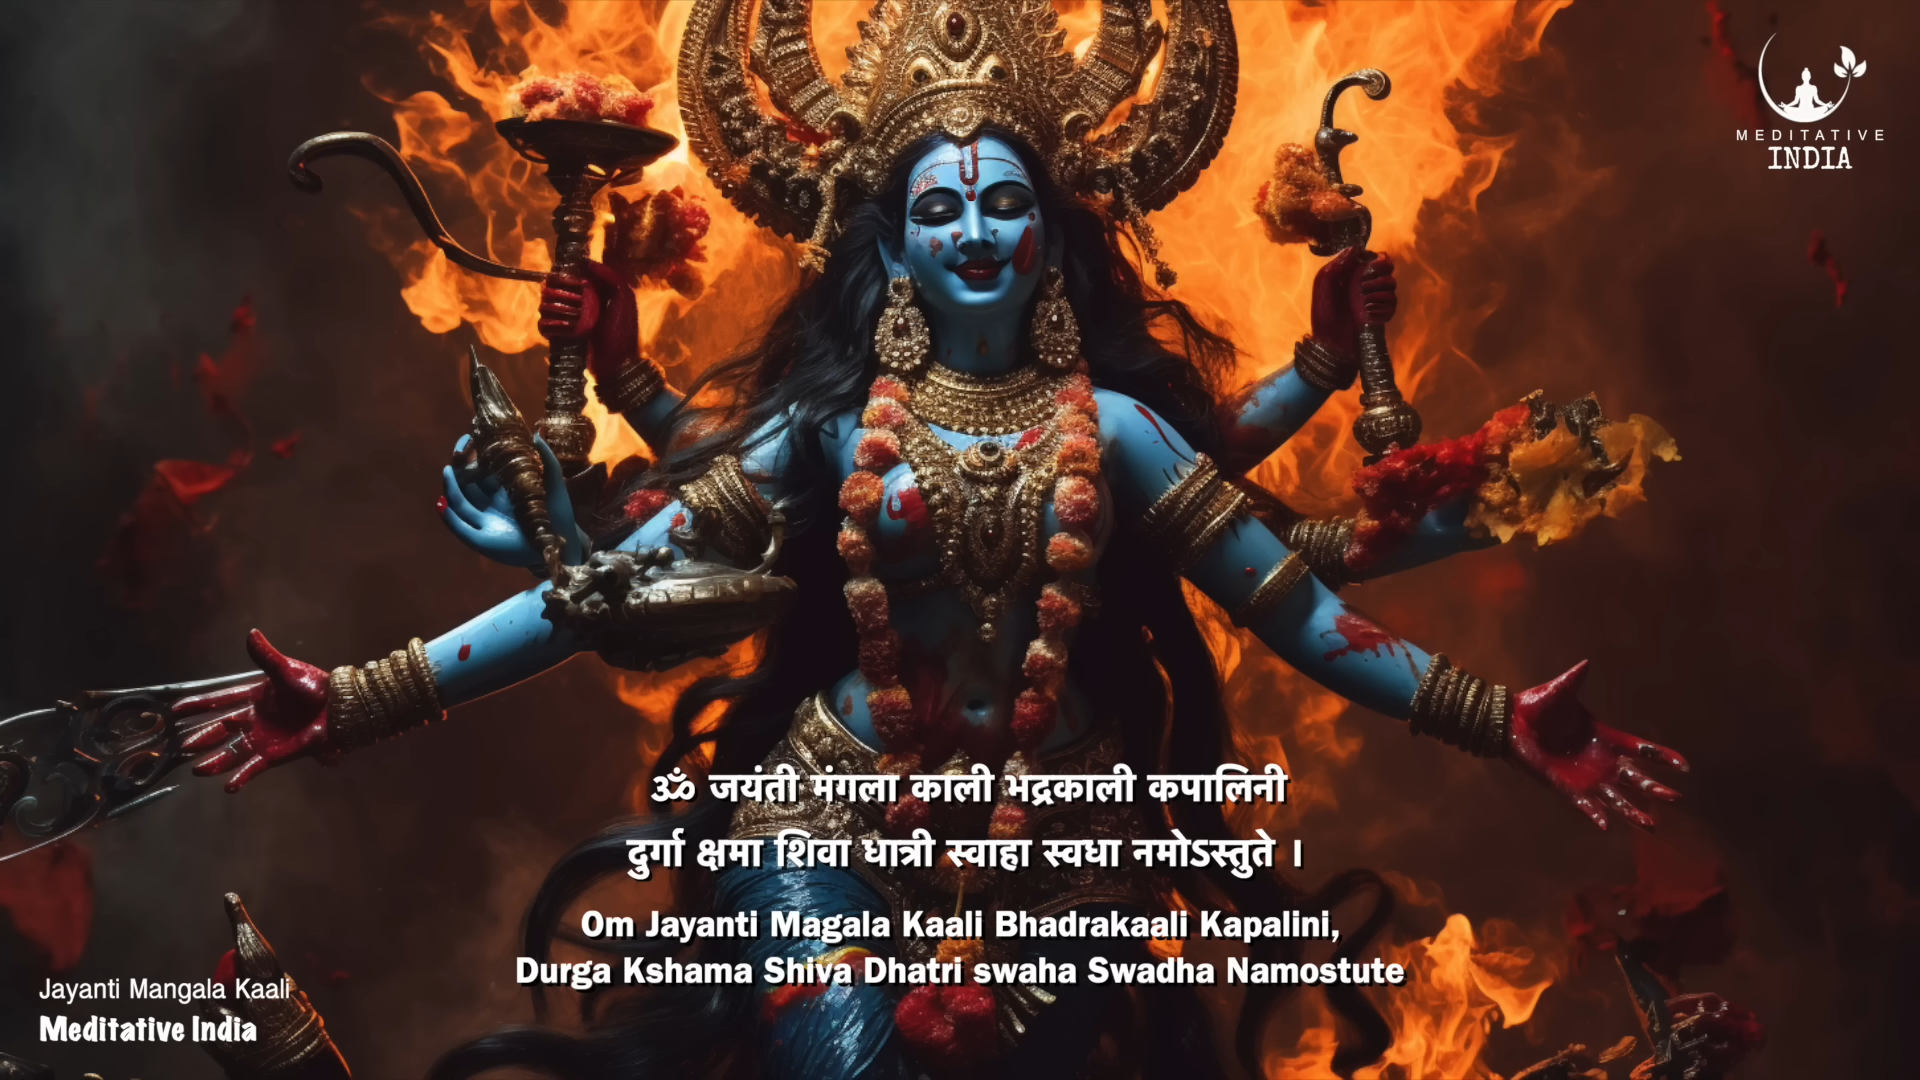 MEDITATIVE
INDIA
ॐ जयंती मंगला काली भद्रकाली कपालिनी
दुर्गा क्षमा शिवा धात्री स्वाहा स्वधा नमोऽस्तुते ।
Om Jayanti Magala Kaali Bhadrakaali Kapalini,
Durga Kshama Shiva Dhatri swaha Swadha Namostute
Jayanti Mangala Kaali
Meditative India